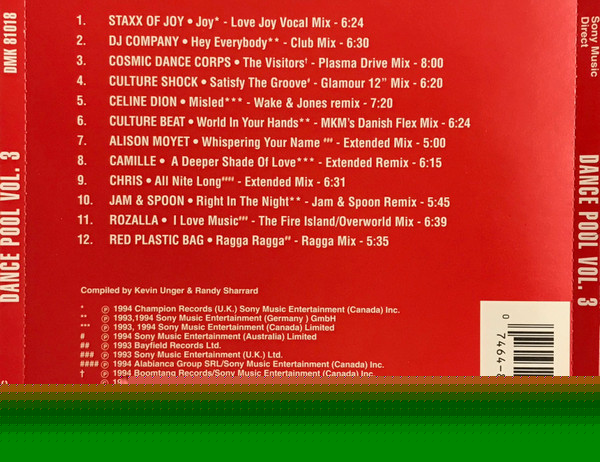 1. STAXX OF JOY • Joy* - Love Joy Vocal Mix - 6:24
2. DJ COMPANY • Hey Everybody** - Club Mix - 6:30
3. COSMIC DANCE CORPS • The Visitors† - Plasma Drive Mix - 8:00
4. CULTURE SHOCK • Satisfy The Groove# - Glamour 12” Mix - 6:20
5. CELINE DION • Misled*** - Wake & Jones remix - 7:20
6. CULTURE BEAT • World In Your Hands** - MKM's Danish Flex Mix - 6:24
7. ALISON MOYET • Whispering Your Name ### - Extended Mix - 5:00
8. CAMILLE • A Deeper Shade Of Love*** - Extended Remix - 6:15
9. CHRIS • All Nite Long#### - Extended Mix - 6:31
10. JAM & SPOON • Right In The Night** - Jam & Spoon Remix - 5:45
11. ROZALLA • I Love Music### - The Fire Island/Overworld Mix - 6:39
12. RED PLASTIC BAG • Ragga Ragga## - Ragga Mix - 5:35
Compiled by Kevin Unger & Randy Sharrard
* ℗ 1994 Champion Records (U.K.) Sony Music Entertainment (Canada) Inc.
** ℗ 1993,1994 Sony Music Entertainment (Germany ) GmbH
*** ℗ 1993, 1994 Sony Music Entertainment (Canada) Limited
# ℗ 1994 Sony Music Entertainment (Australia) Limited
## ℗ 1993 Bayfield Records Ltd.
### ℗ 1993 Sony Music Entertainment (U.K.) Ltd.
#### ℗ 1994 Alabianca Group SRL/Sony Music Entertainment (Canada) Inc.
† ℗ 1994 Boomtang Records/Sony Music Entertainment (Canada) Inc.
DANCE POOL VOL. 3
DMK 81018
Sony Music
Direct
DANCE POOL VOL. 3
0 7464-8